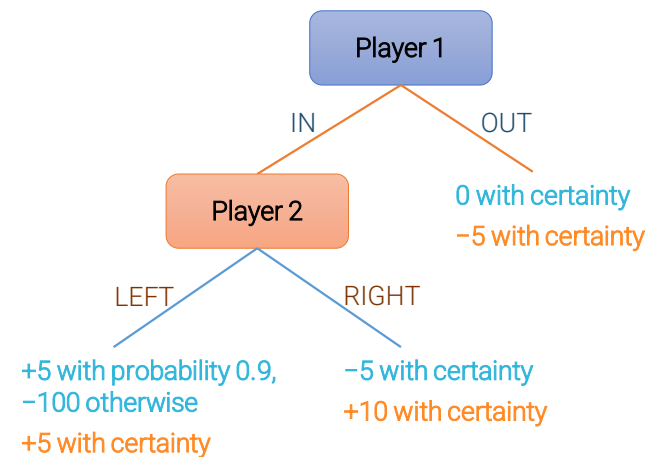 Player 1
IN
OUT
Player 2
0 with certainty
−5 with certainty
LEFT
RIGHT
+5 with probability 0.9,
−100 otherwise
+5 with certainty
−5 with certainty
+10 with certainty